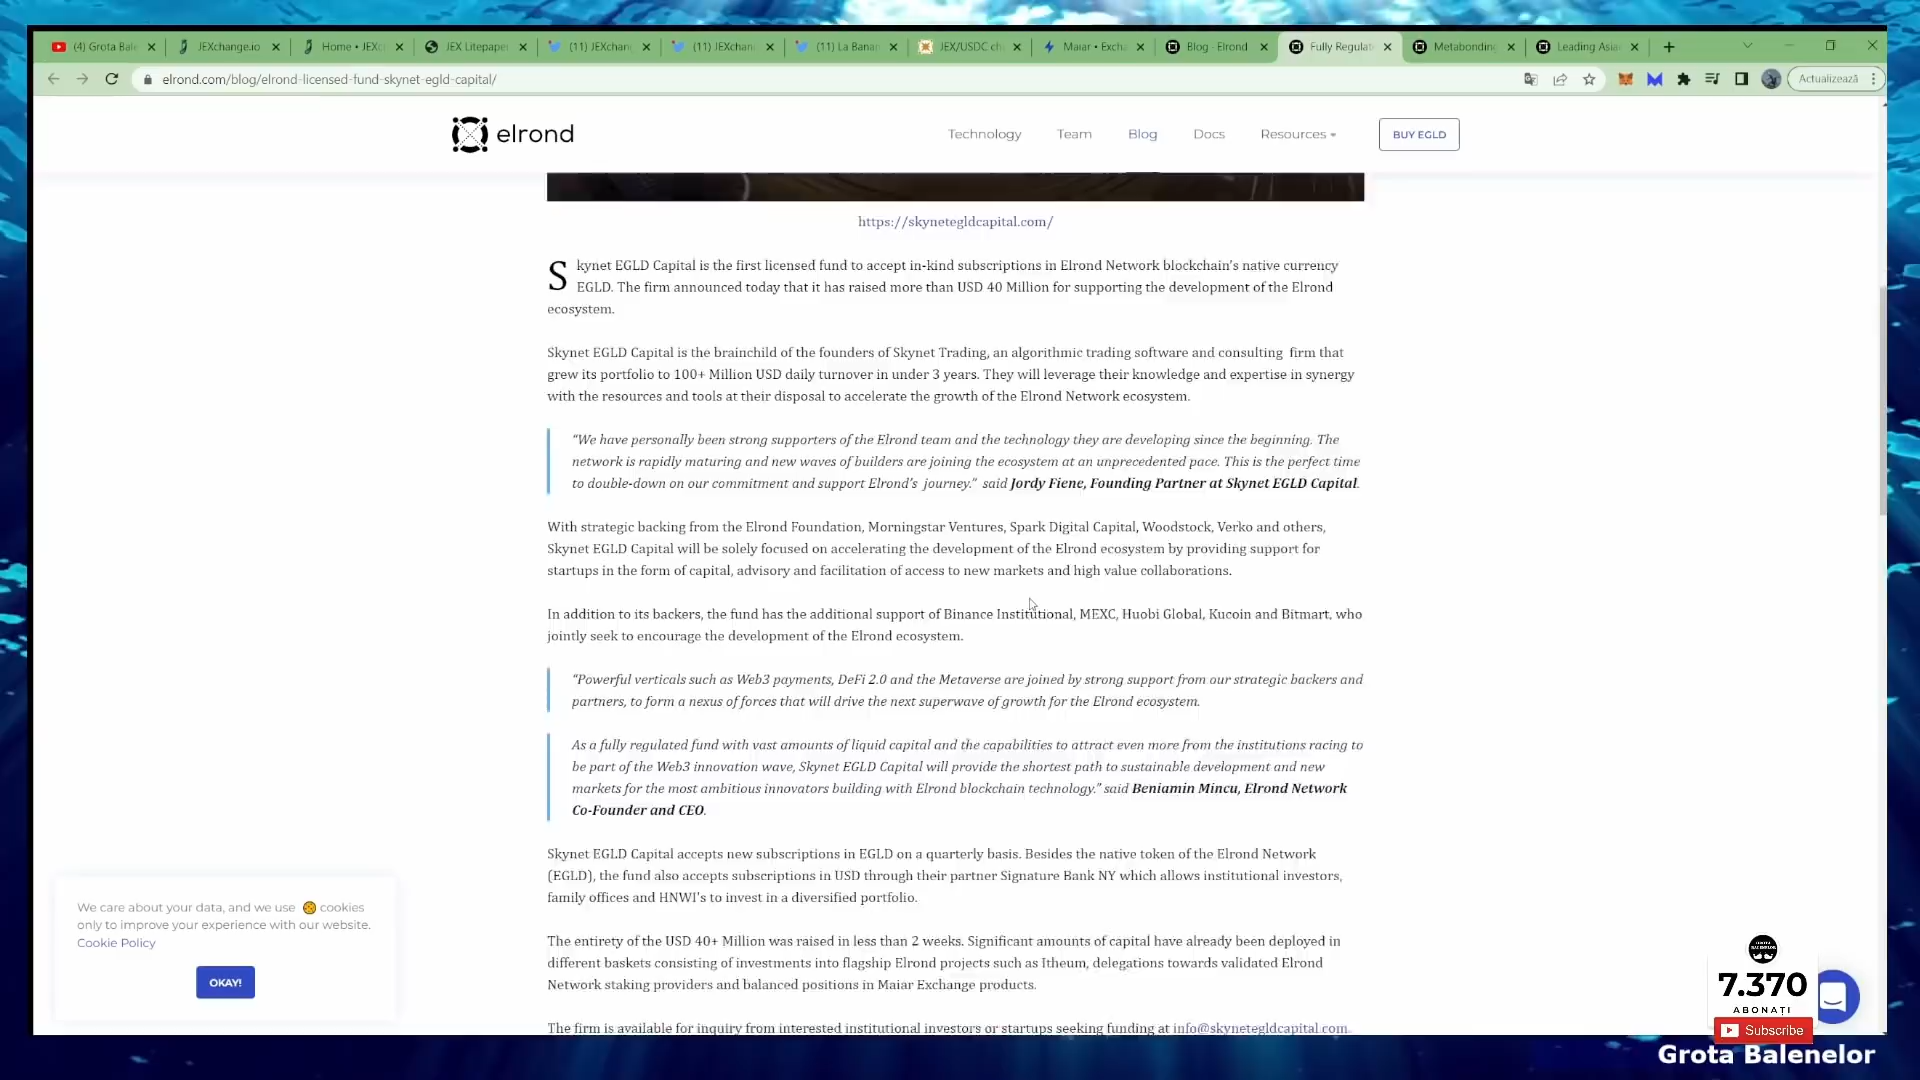 (4) Grota Bale
JEXchange.io
Home • JEXc
JEX Litepaper
(11) JEXchan
(11) JEXchan
(11) La Banan
JEX/USDC ch
Maiar • Excha
Blog · Elrond
Fully Regulat
Metabonding
Leading Asia
elrond.com/blog/elrond-licensed-fund-skynet-egld-capital/
Actualizează
elrond
Technology
Team
Blog
Docs
Resources
BUY EGLD
https://skynetegldcapital.com/
Skynet EGLD Capital is the first licensed fund to accept in-kind subscriptions in Elrond Network blockchain's native currency
EGLD. The firm announced today that it has raised more than USD 40 Million for supporting the development of the Elrond
ecosystem.
Skynet EGLD Capital is the brainchild of the founders of Skynet Trading, an algorithmic trading software and consulting firm that
grew its portfolio to 100+ Million USD daily turnover in under 3 years. They will leverage their knowledge and expertise in synergy
with the resources and tools at their disposal to accelerate the growth of the Elrond Network ecosystem.
"We have personally been strong supporters of the Elrond team and the technology they are developing since the beginning. The
network is rapidly maturing and new waves of builders are joining the ecosystem at an unprecedented pace. This is the perfect time
to double-down on our commitment and support Elrond's journey." said Jordy Fiene, Founding Partner at Skynet EGLD Capital.
With strategic backing from the Elrond Foundation, Morningstar Ventures, Spark Digital Capital, Woodstock, Verko and others,
Skynet EGLD Capital will be solely focused on accelerating the development of the Elrond ecosystem by providing support for
startups in the form of capital, advisory and facilitation of access to new markets and high value collaborations.
In addition to its backers, the fund has the additional support of Binance Institutional, MEXC, Huobi Global, Kucoin and Bitmart, who
jointly seek to encourage the development of the Elrond ecosystem.
"Powerful verticals such as Web3 payments, DeFi 2.0 and the Metaverse are joined by strong support from our strategic backers and
partners, to form a nexus of forces that will drive the next superwave of growth for the Elrond ecosystem.
As a fully regulated fund with vast amounts of liquid capital and the capabilities to attract even more from the institutions racing to
be part of the Web3 innovation wave, Skynet EGLD Capital will provide the shortest path to sustainable development and new
markets for the most ambitious innovators building with Elrond blockchain technology." said Beniamin Mincu, Elrond Network
Co-Founder and CEO.
Skynet EGLD Capital accepts new subscriptions in EGLD on a quarterly basis. Besides the native token of the Elrond Network
(EGLD), the fund also accepts subscriptions in USD through their partner Signature Bank NY which allows institutional investors,
family offices and HNWI's to invest in a diversified portfolio.
The entirety of the USD 40+ Million was raised in less than 2 weeks. Significant amounts of capital have already been deployed in
different baskets consisting of investments into flagship Elrond projects such as Itheum, delegations towards validated Elrond
Network staking providers and balanced positions in Maiar Exchange products.
The firm is available for inquiry from interested institutional investors or startups seeking funding at info@skynetegldcapital.com.
We care about your data, and we use cookies
only to improve your experience with our website.
Cookie Policy
OKAY!
7.370
ABONAȚI
Subscribe
Grota Balenelor